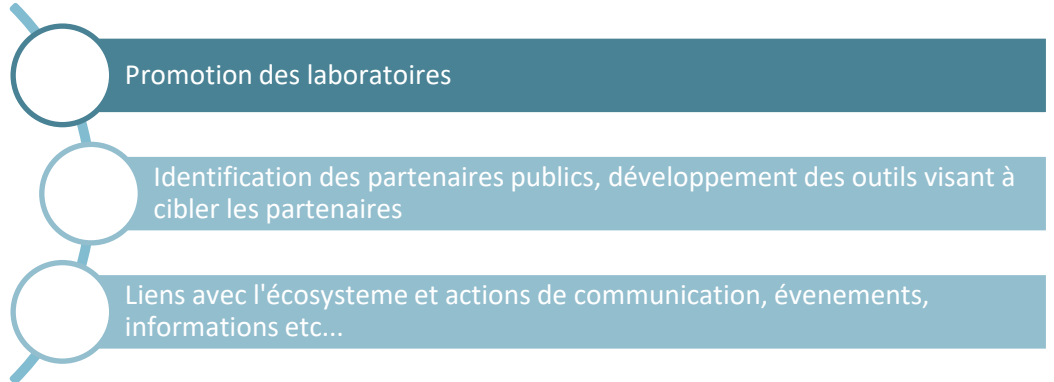 Promotion des laboratoires
Identification des partenaires publics, développement des outils visant à
cibler les partenaires
Liens avec l'écosysteme et actions de communication, évenements,
informations etc...